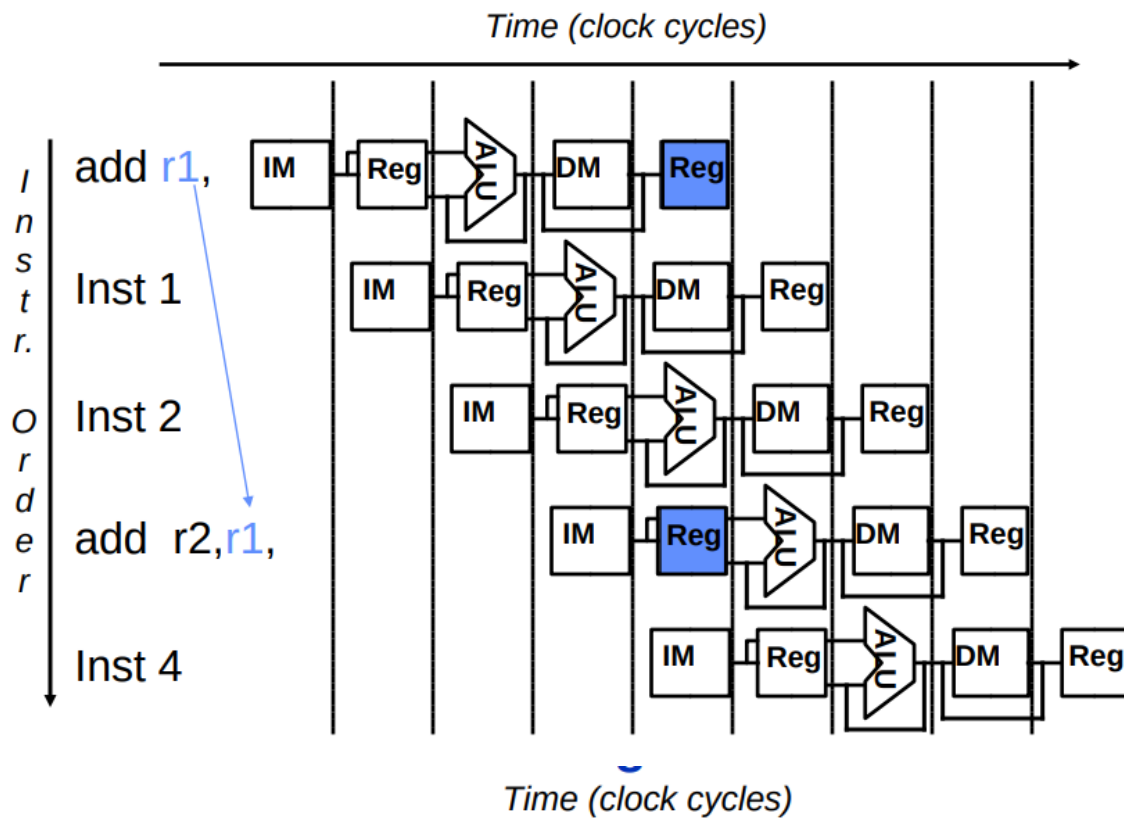 Time (clock cycles)
Instr. Order
add r1,
IM Reg ALU DM Reg
Inst 1
IM Reg ALU DM Reg
Inst 2
IM Reg ALU DM Reg
add r2,r1,
IM Reg ALU DM Reg
Inst 4
IM Reg ALU DM Reg
Time (clock cycles)